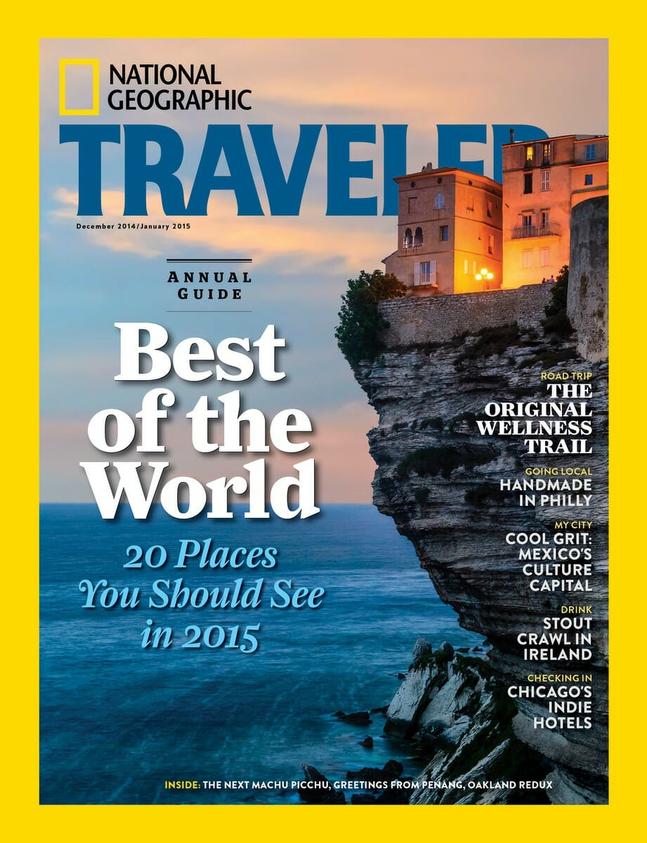 NATIONAL
GEOGRAPHIC
TRAVELER
December 2014/January 2015
ANNUAL
GUIDE
Best
of the
World
20 Places
You Should See
in 2015
ROAD TRIP
THE
ORIGINAL
WELLNESS
TRAIL
GOING LOCAL
HANDMADE
IN PHILLY
MY CITY
COOL GRIT:
MEXICO'S
CULTURE
CAPITAL
DRINK
STOUT
CRAWL IN
IRELAND
CHECKING IN
CHICAGO'S
INDIE
HOTELS
INSIDE: THE NEXT MACHU PICCHU, GREETINGS FROM PENANG, OAKLAND REDUX